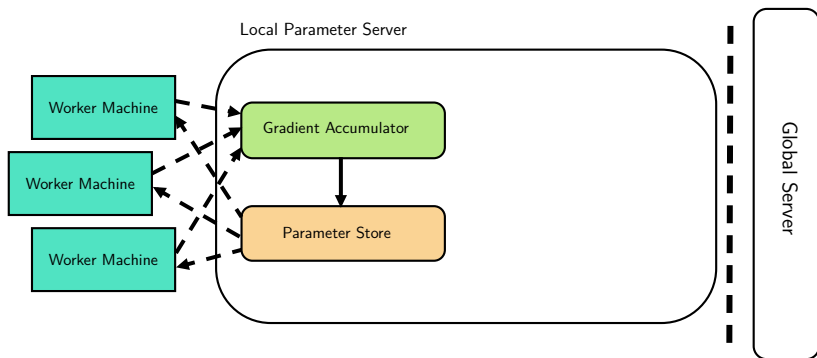 Local Parameter Server
Worker Machine
Gradient Accumulator
Worker Machine
Parameter Store
Worker Machine
Global Server